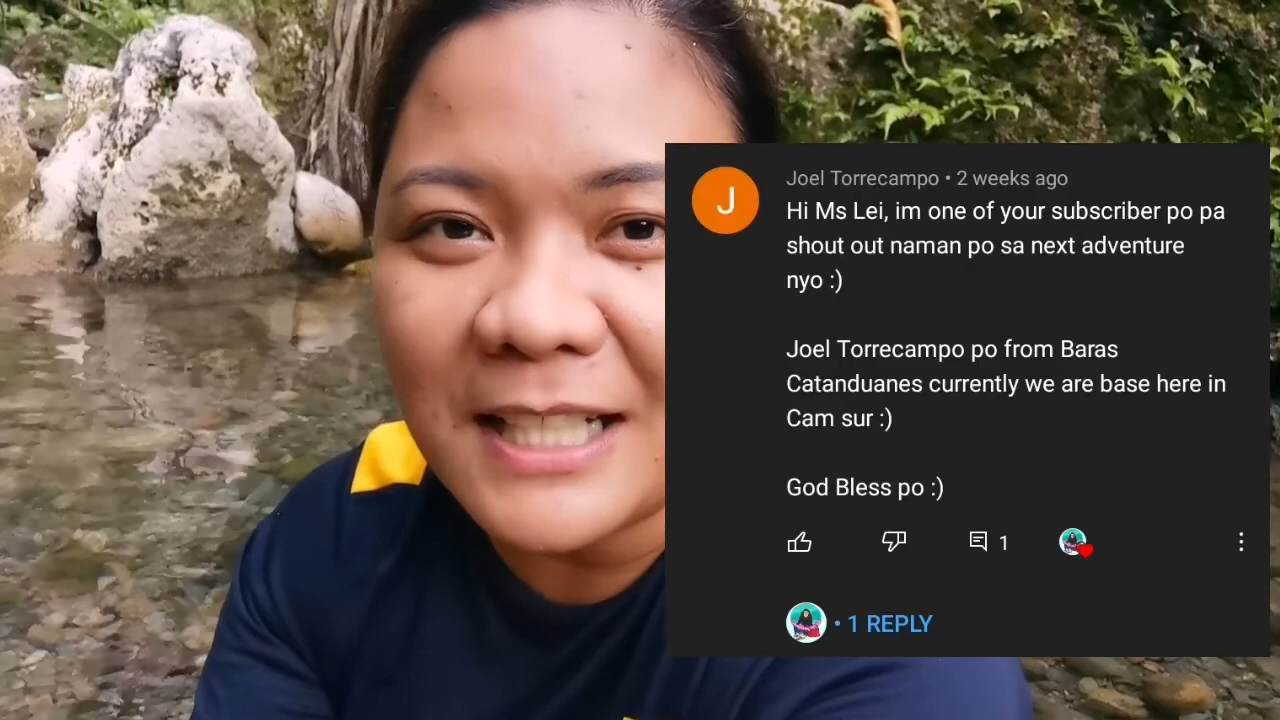 J
Joel Torrecampo • 2 weeks ago
Hi Ms Lei, im one of your subscriber po pa
shout out naman po sa next adventure
nyo :)
Joel Torrecampo po from Baras
Catanduanes currently we are base here in
Cam sur :)
God Bless po :)
1
• 1 REPLY